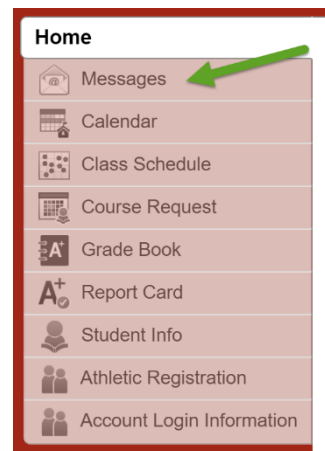 Home
Messages
Calendar
Class Schedule
Course Request
Grade Book
A+ Report Card
Student Info
Athletic Registration
Account Login Information